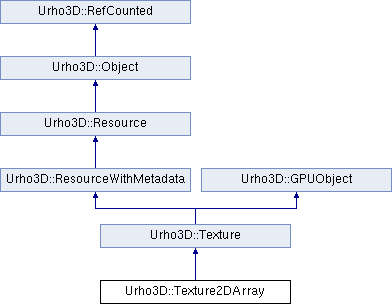 Urho3D::RefCounted
Urho3D::Object
Urho3D::Resource
Urho3D::ResourceWithMetadata
Urho3D::GPUObject
Urho3D::Texture
Urho3D::Texture2DArray